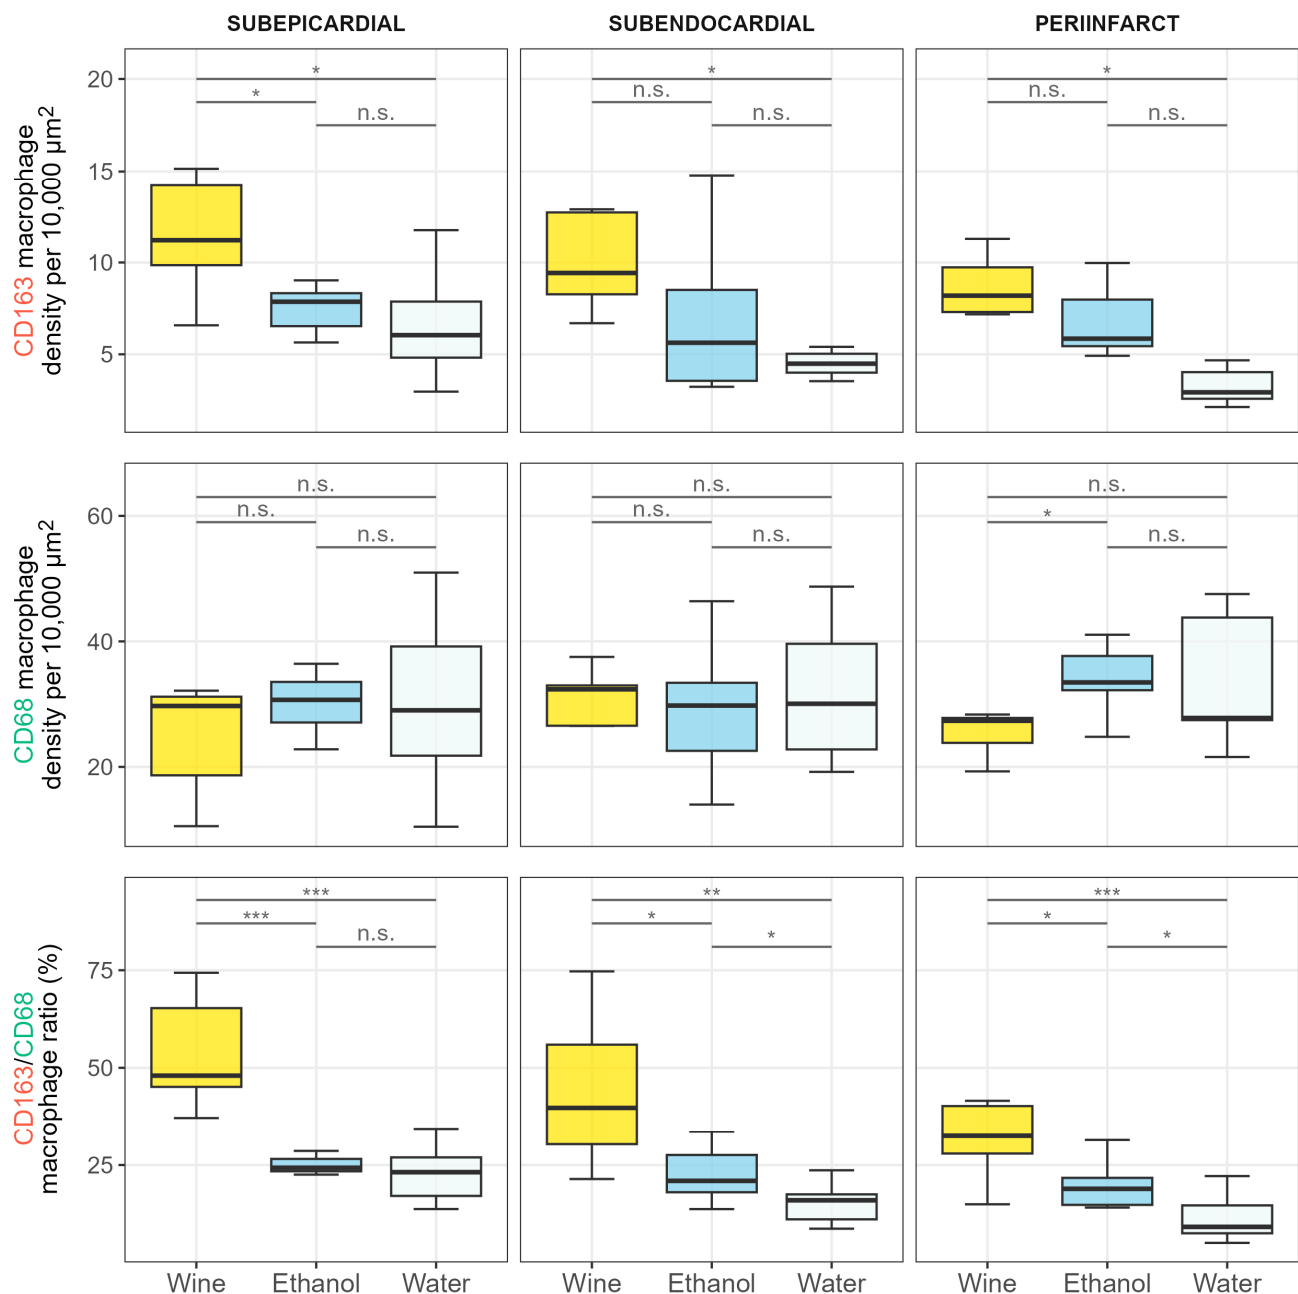 SUBEPICARDIAL SUBENDOCARDIAL PERIINFARCT
CD163 macrophage
density per 10,000 µm²
20
15
10
5
*
*
n.s.
*
n.s.
n.s.
*
n.s.
n.s.
CD68 macrophage
density per 10,000 µm²
60
40
20
n.s.
n.s.
n.s.
n.s.
n.s.
n.s.
n.s.
*
n.s.
CD163/CD68
macrophage ratio (%)
75
50
25
***
***
n.s.
**
*
*
***
*
*
Wine Ethanol Water Wine Ethanol Water Wine Ethanol Water